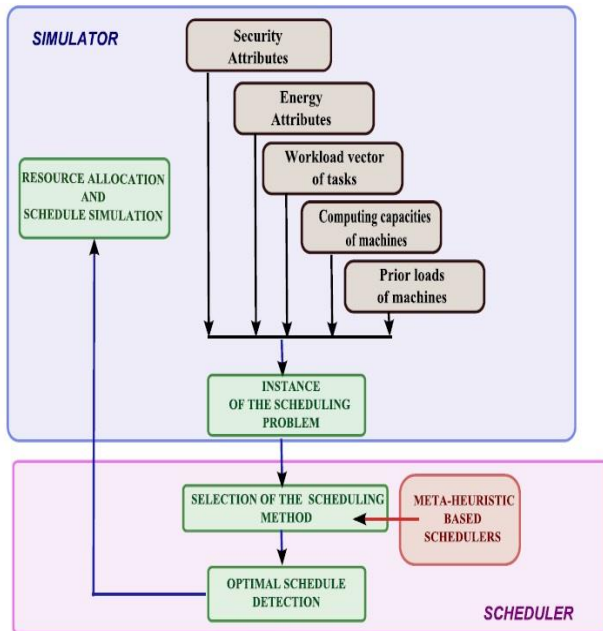 SIMULATOR
Security
Attributes
Energy
Attributes
Workload vector
of tasks
Computing capacities
of machines
Prior loads
of machines
RESOURCE ALLOCATION
AND
SCHEDULE SIMULATION
INSTANCE
OF THE SCHEDULING
PROBLEM
SELECTION OF THE SCHEDULING
METHOD
META-HEURISTIC
BASED
SCHEDULERS
OPTIMAL SCHEDULE
DETECTION
SCHEDULER